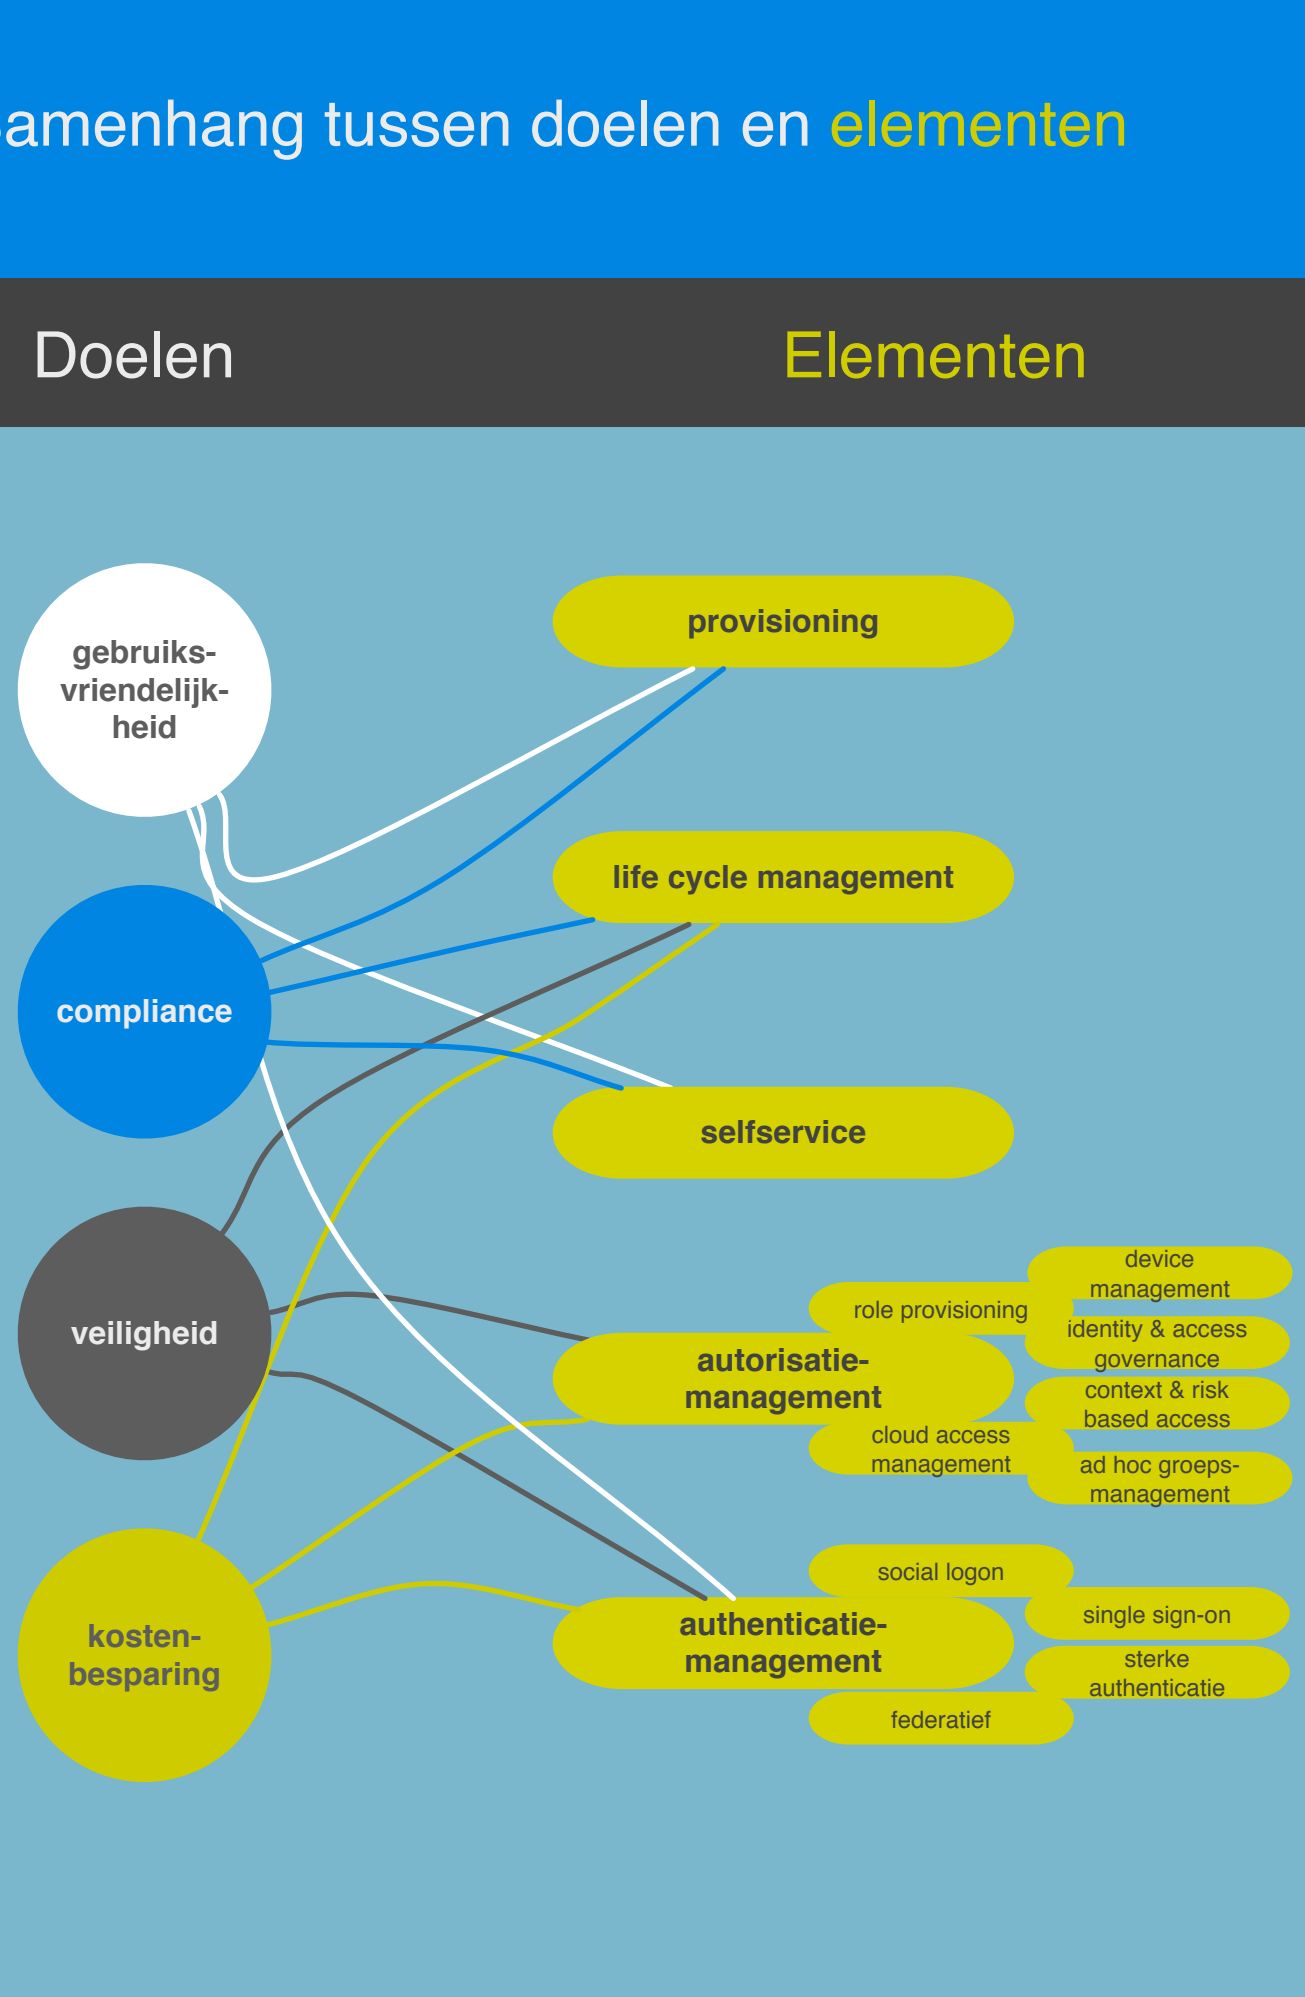 samenhang tussen doelen en elementen
Doelen
Elementen
gebruiks-
vriendelijk-
heid
provisioning
life cycle management
compliance
selfservice
veiligheid
device
management
role provisioning
identity & access
governance
autorisatie-
management
context & risk
based access
cloud access
management
ad hoc groeps-
management
social logon
single sign-on
kosten-
besparing
authenticatie-
management
sterke
authenticatie
federatief